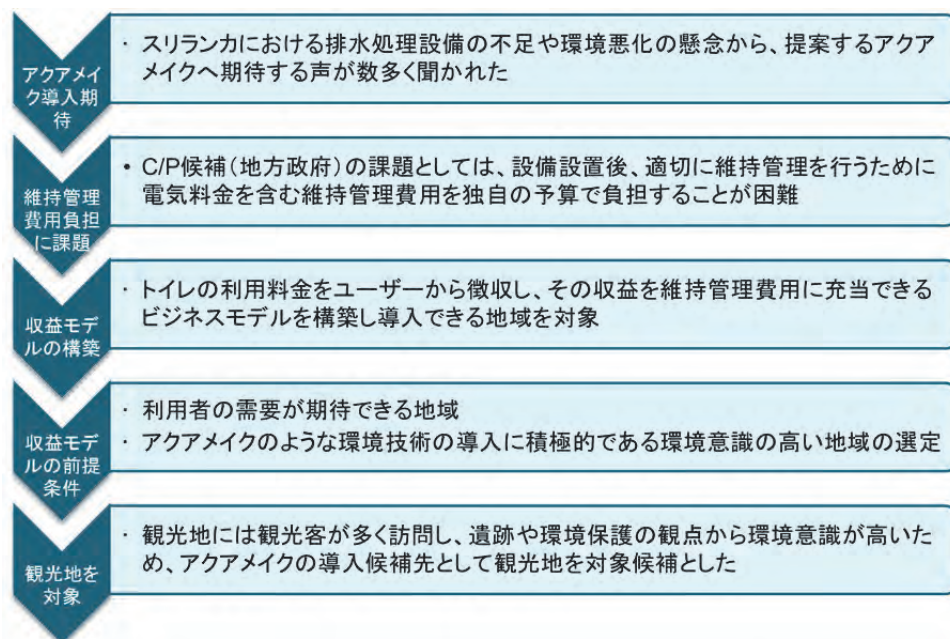 アクアメイ
ク導入期
待
・ スリランカにおける排水処理設備の不足や環境悪化の懸念から、提案するアクア
メイクへ期待する声が数多く聞かれた
維持管理
費用負担
に課題
• C/P候補（地方政府）の課題としては、設備設置後、適切に維持管理を行うために
電気料金を含む維持管理費用を独自の予算で負担することが困難
収益モデ
ルの構築
・ トイレの利用料金をユーザーから徴収し、その収益を維持管理費用に充当できる
ビジネスモデルを構築し導入できる地域を対象
収益モデ
ルの前提
条件
・ 利用者の需要が期待できる地域
・ アクアメイクのような環境技術の導入に積極的である環境意識の高い地域の選定
観光地を
対象
・ 観光地には観光客が多く訪問し、遺跡や環境保護の観点から環境意識が高いた
め、アクアメイクの導入候補先として観光地を対象候補とした